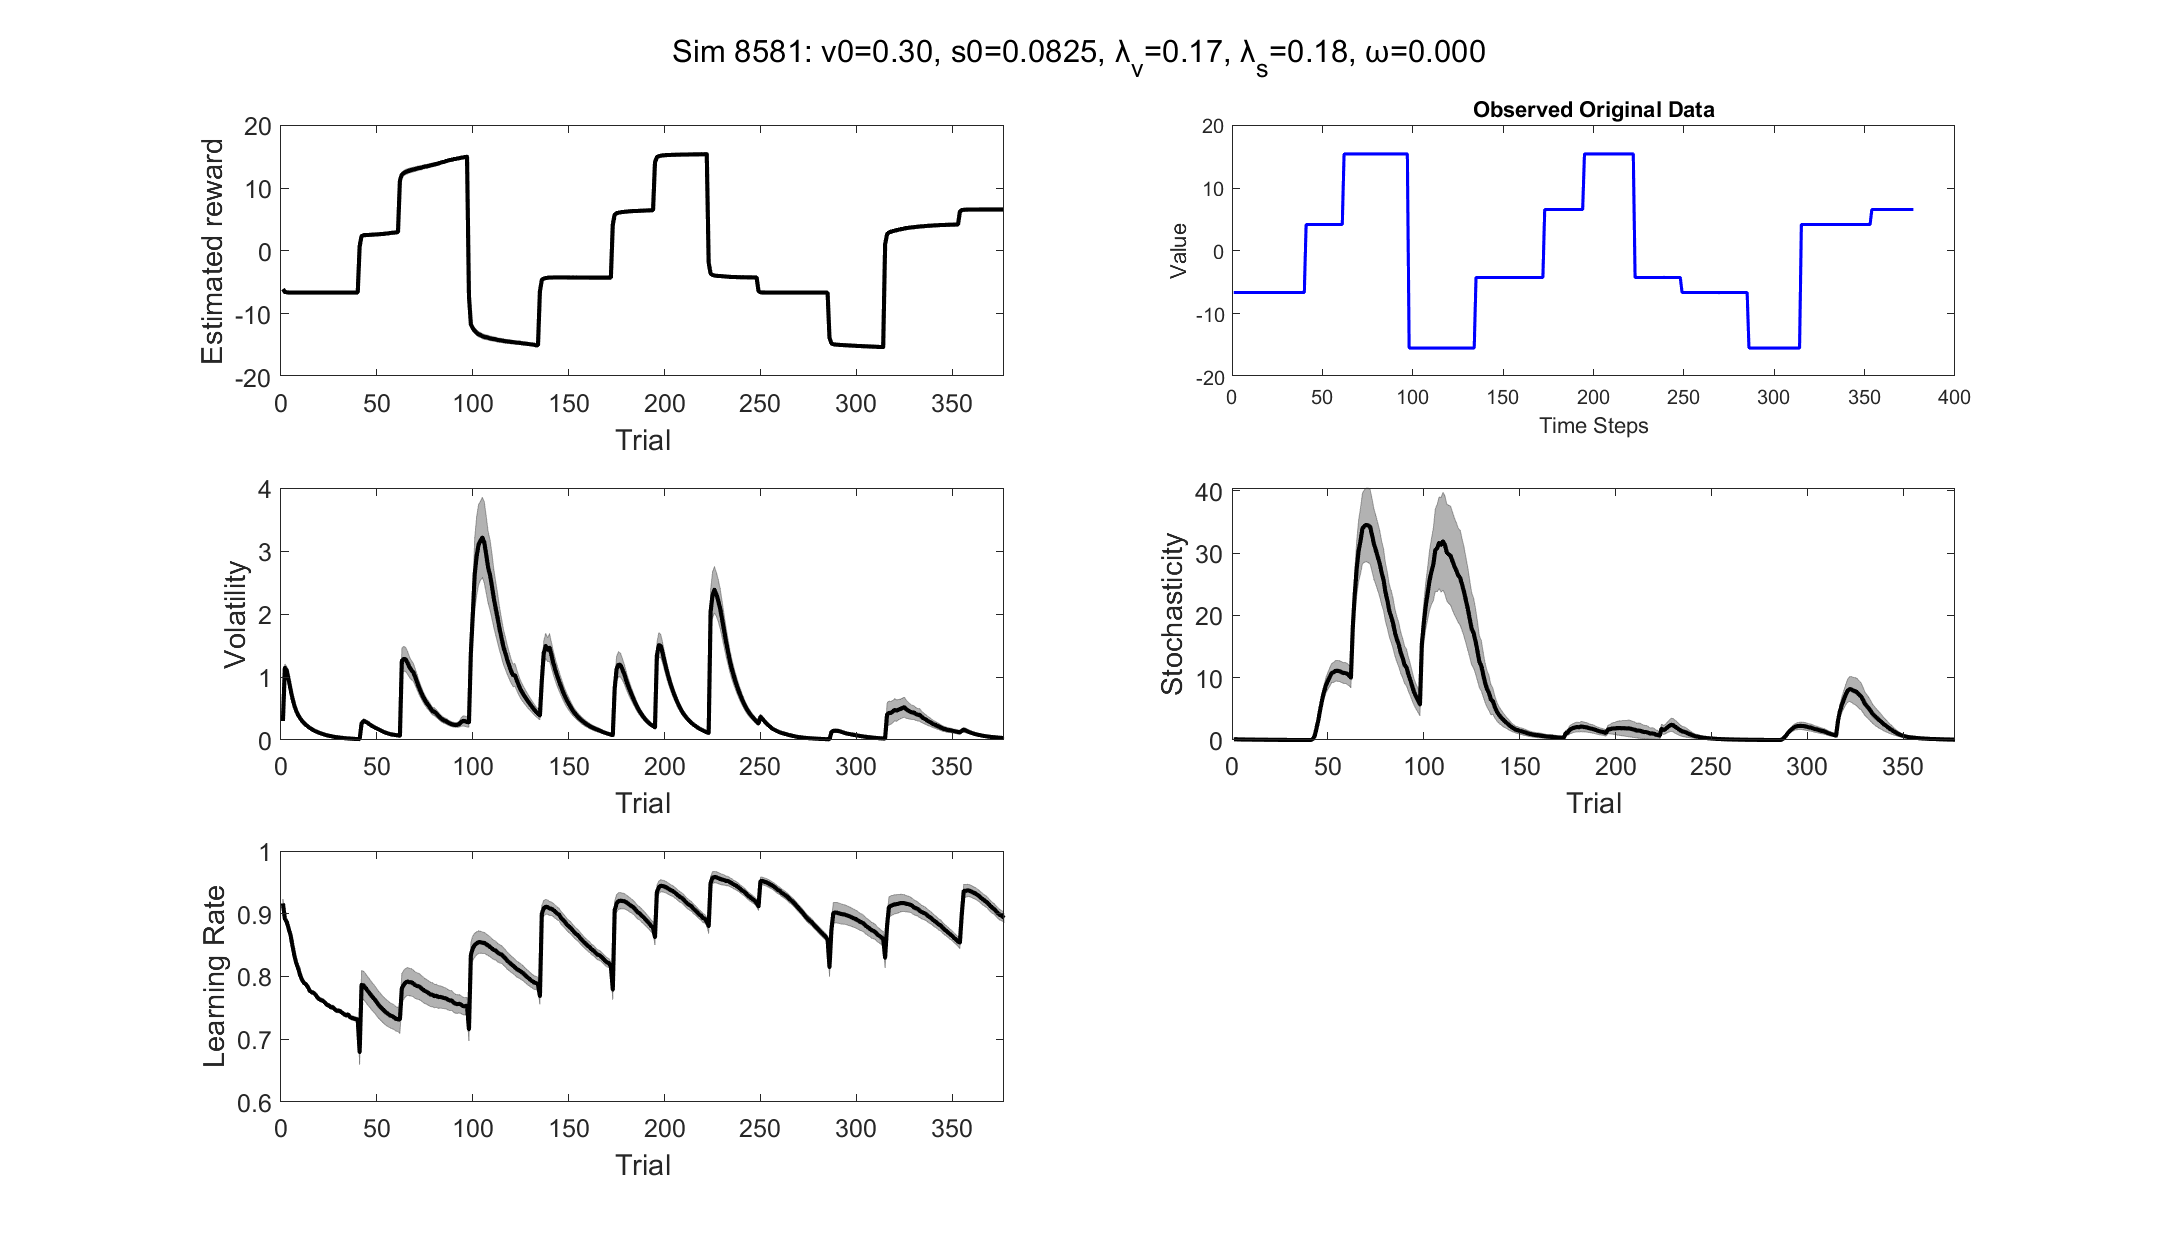 Sim 8581: v0=0.30, s0=0.0825, λv=0.17, λs=0.18, ω=0.000
20
10
0
-10
-20
Estimated reward
0 50 100 150 200 250 300 350
Trial
Observed Original Data
20
10
0
-10
-20
Value
0 50 100 150 200 250 300 350 400
Time Steps
4
3
2
1
0
Volatility
0 50 100 150 200 250 300 350
Trial
40
30
20
10
0
Stochasticity
0 50 100 150 200 250 300 350
Trial
1
0.9
0.8
0.7
0.6
Learning Rate
0 50 100 150 200 250 300 350
Trial